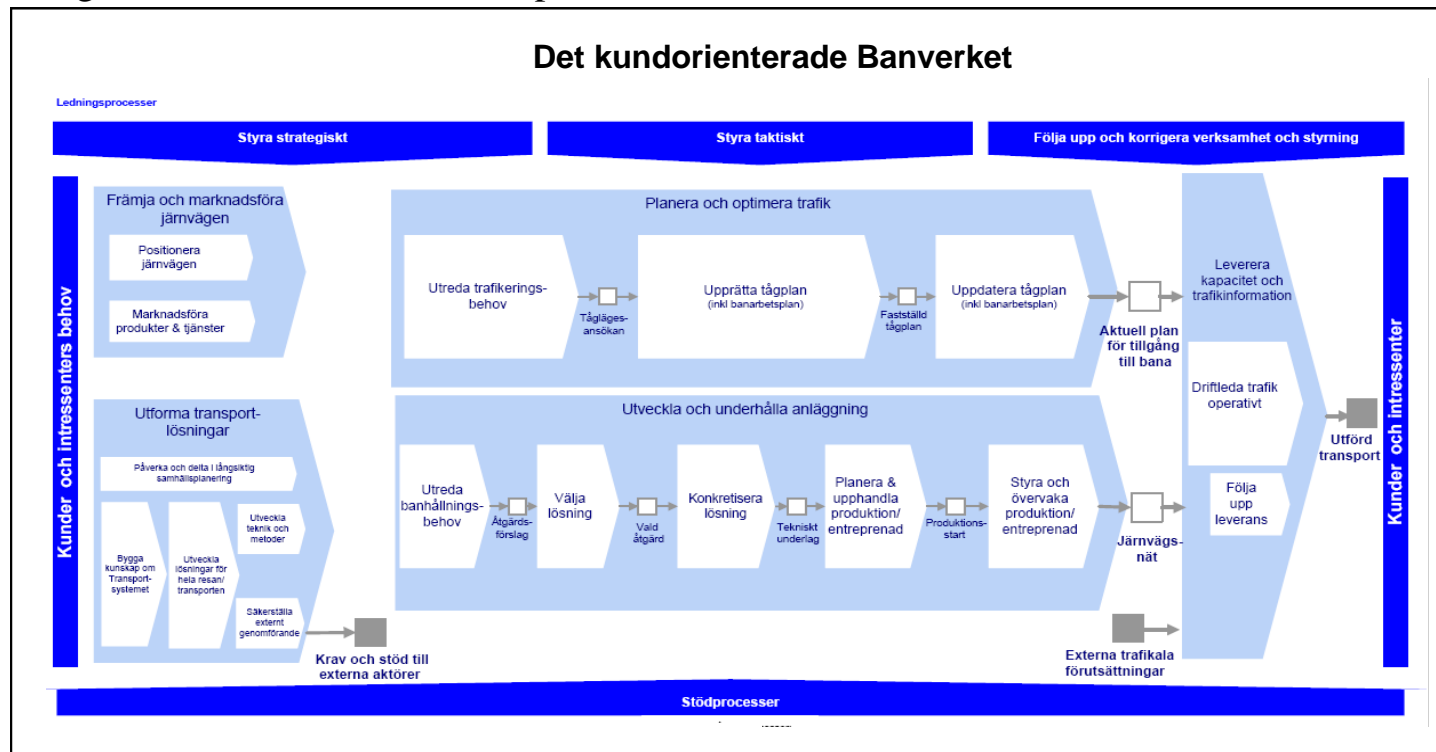 Det kundorienterade Banverket
Ledningsprocesser
Styra strategiskt
Styra taktiskt
Följa upp och korrigera verksamhet och styrning
Kunder och intressenters behov
Främja och marknadsföra
järnvägen
Positionera
järnvägen
Marknadsföra
produkter & tjänster
Planera och optimera trafik
Utreda trafikerings-
behov
Tågläges-
ansökan
Upprätta tågplan
(inkl banarbetsplan)
Fastställd
tågplan
Uppdatera tågplan
(inkl banarbetsplan)
Aktuell plan
för tillgång
till bana
Leverera
kapacitet och
trafikinformation
Driftleda trafik
operativt
Följa
upp
leverans
Utförd
transport
Kunder och intressenter
Utforma transport-
lösningar
Påverka och delta i långsiktig
samhällsplanering
Bygga
kunskap om
Transport-
systemet
Utveckla
lösningar för
hela resan/
transporten
Utveckla
teknik och
metoder
Säkerställa
externt
genomförande
Krav och stöd till
externa aktörer
Utveckla och underhålla anläggning
Utreda
banhållnings-
behov
Åtgärds-
förslag
Välja
lösning
Vald
åtgärd
Konkretisera
lösning
Tekniskt
underlag
Planera &
upphandla
produktion/
entreprenad
Produktions-
start
Styra och
övervaka
produktion/
entreprenad
Järnvägs-
nät
Externa trafikala
förutsättningar
Stödprocesser